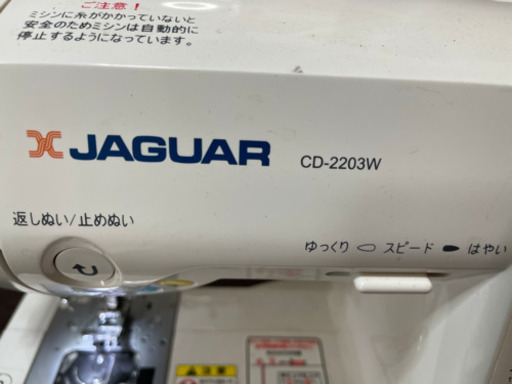 ご注意！
ミシンに糸がかかっていないと
安全のためミシンは自動的に
停止するようになっています。
JAGUAR CD-2203W
返しぬい/止めぬい
ゆっくり スピード はやい
注意